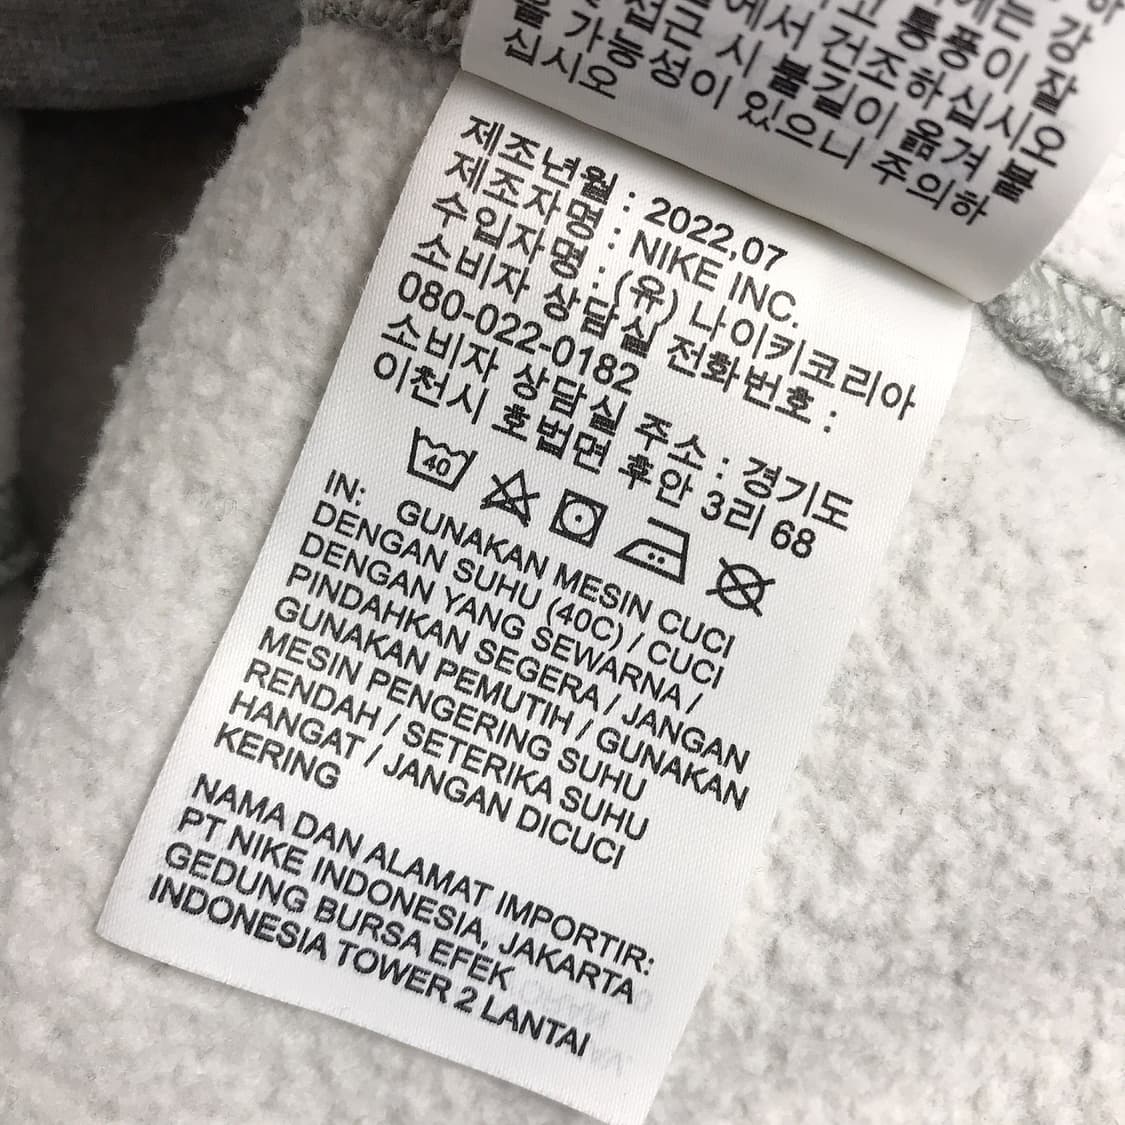 에는 강
고 통풍이 잘
에서 건조하십시오
접근 시 불길이 옮겨 붙
을 가능성이 있으니 주의하
십시오
제조년월 : 2022.07
제조자명 : NIKE INC.
수입자명 : (유) 나이키코리아
소비자 상담실 전화번호 :
080-022-0182
소비자 상담실 주소 : 경기도
이천시 호법면 후안 3리 68
40
IN: GUNAKAN MESIN CUCI
DENGAN SUHU (40C) / CUCI
DENGAN YANG SEWARNA /
PINDAHKAN SEGERA / JANGAN
GUNAKAN PEMUTIH / GUNAKAN
MESIN PENGERING SUHU
RENDAH / SETERIKA SUHU
HANGAT / JANGAN DICUCI
KERING
NAMA DAN ALAMAT IMPORTIR:
PT NIKE INDONESIA, JAKARTA
GEDUNG BURSA EFEK
INDONESIA TOWER 2 LANTAI